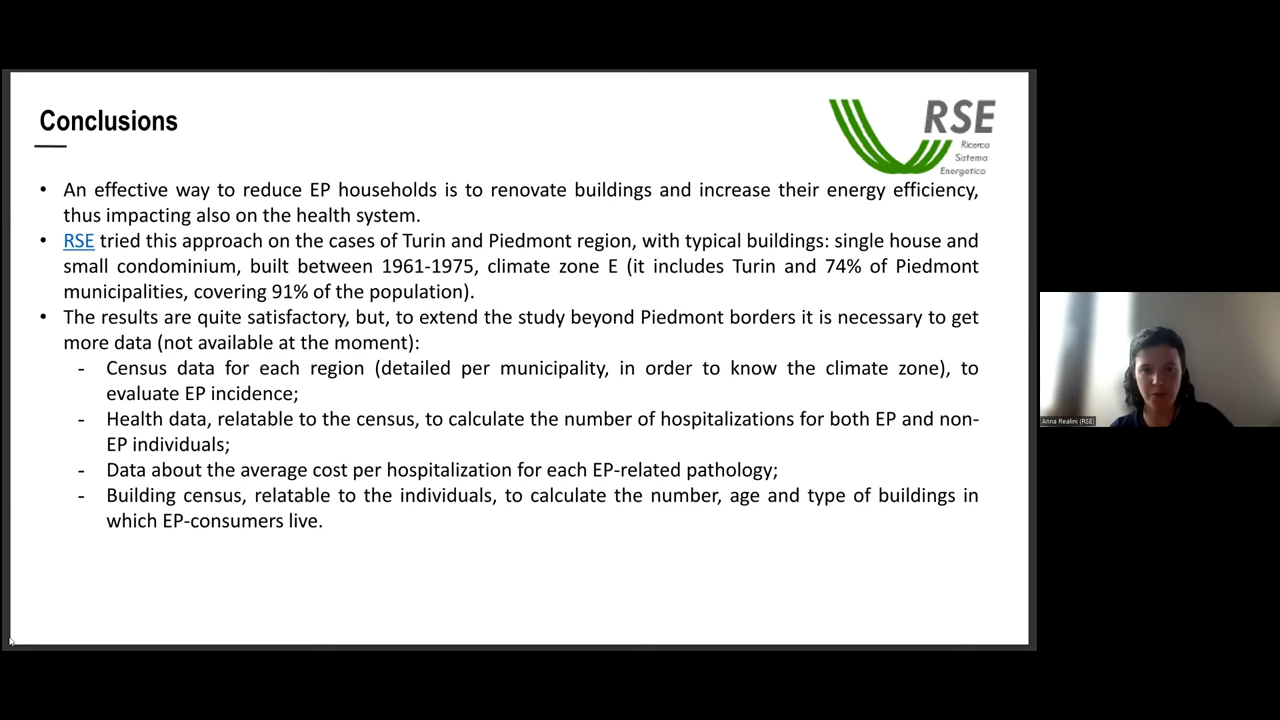 Conclusions
RSE
Ricerca
Sistema
Energetico
• An effective way to reduce EP households is to renovate buildings and increase their energy efficiency,
thus impacting also on the health system.
• RSE tried this approach on the cases of Turin and Piedmont region, with typical buildings: single house and
small condominium, built between 1961-1975, climate zone E (it includes Turin and 74% of Piedmont
municipalities, covering 91% of the population).
• The results are quite satisfactory, but, to extend the study beyond Piedmont borders it is necessary to get
more data (not available at the moment):
- Census data for each region (detailed per municipality, in order to know the climate zone), to
evaluate EP incidence;
- Health data, relatable to the census, to calculate the number of hospitalizations for both EP and non-
EP individuals;
- Data about the average cost per hospitalization for each EP-related pathology;
- Building census, relatable to the individuals, to calculate the number, age and type of buildings in
which EP-consumers live.
Anna Realini (RSE)